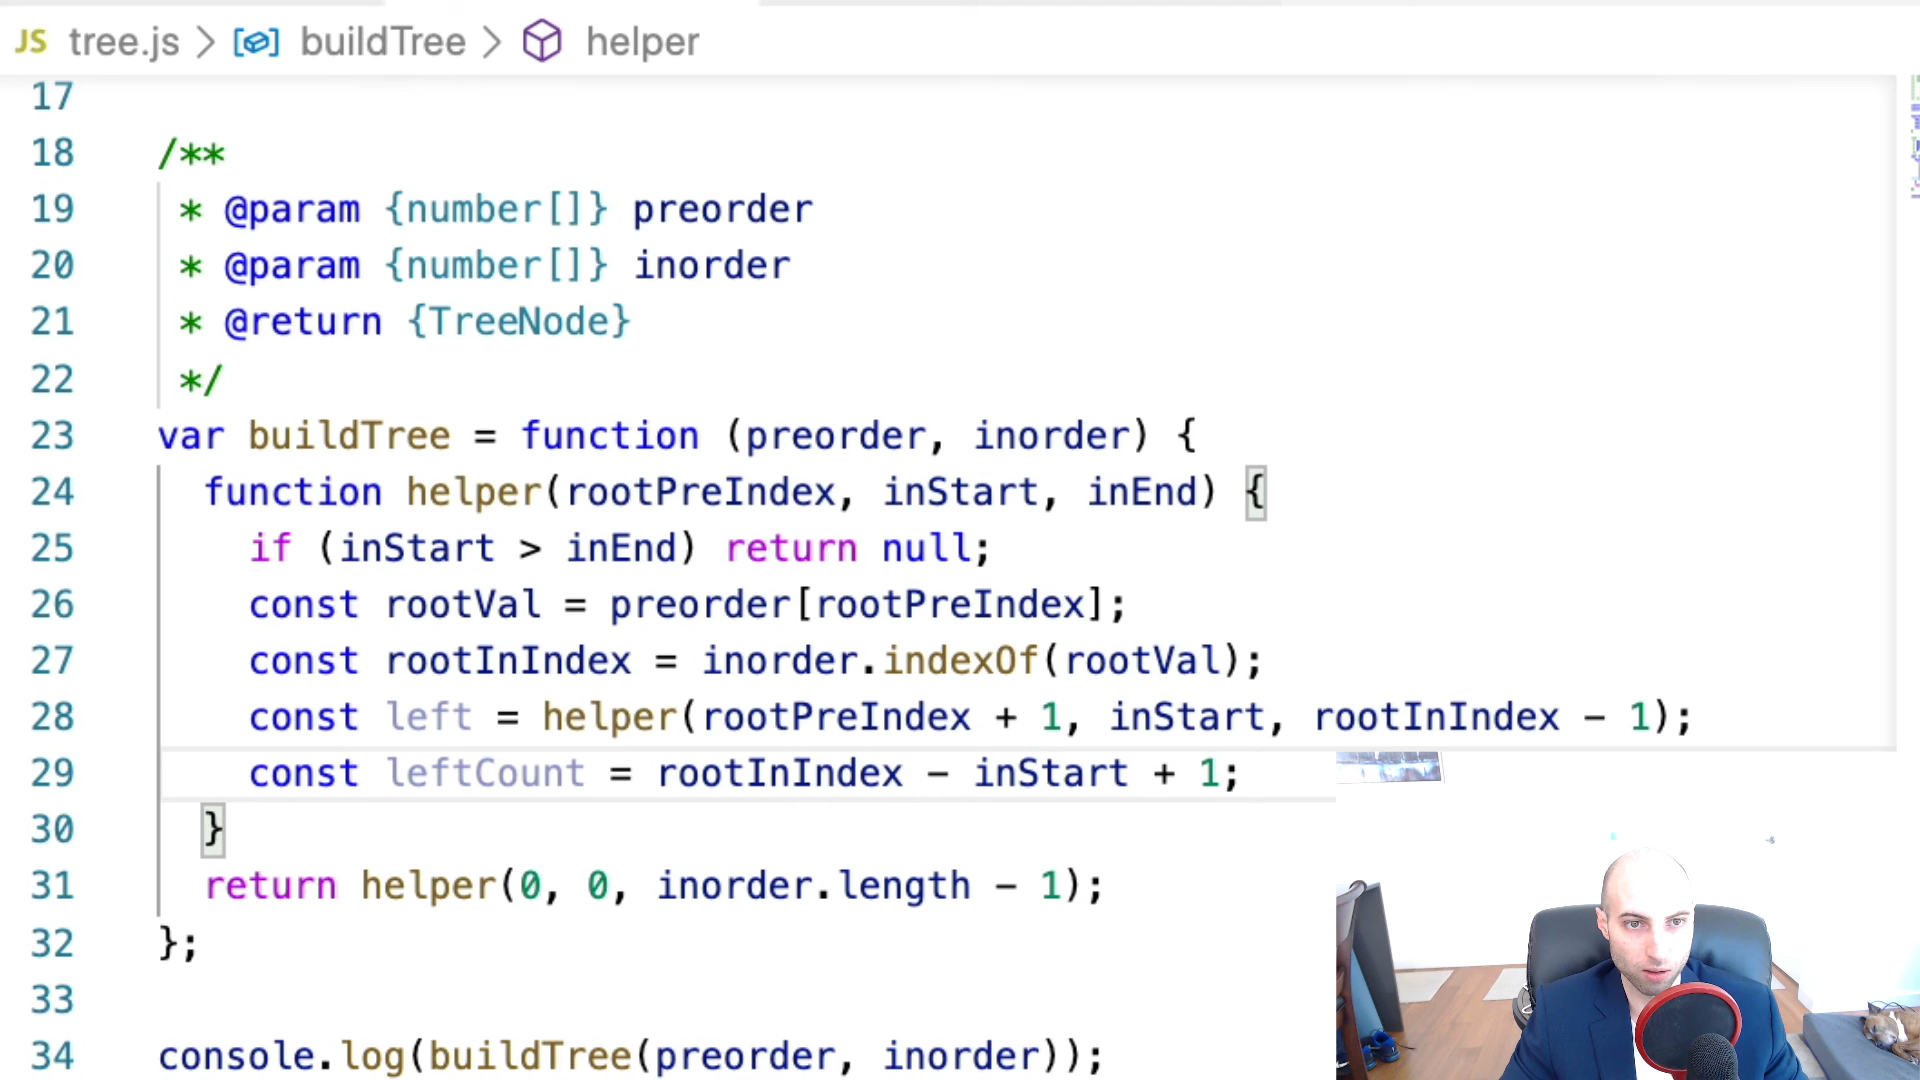 JS tree.js > buildTree > helper
17
18 /**
19 * @param {number[]} preorder
20 * @param {number[]} inorder
21 * @return {TreeNode}
22 */
23 var buildTree = function (preorder, inorder) {
24 function helper(rootPreIndex, inStart, inEnd) {
25 if (inStart > inEnd) return null;
26 const rootVal = preorder[rootPreIndex];
27 const rootInIndex = inorder.indexOf(rootVal);
28 const left = helper(rootPreIndex + 1, inStart, rootInIndex - 1);
29 const leftCount = rootInIndex - inStart + 1;
30 }
31 return helper(0, 0, inorder.length - 1);
32 };
33
34 console.log(buildTree(preorder, inorder));